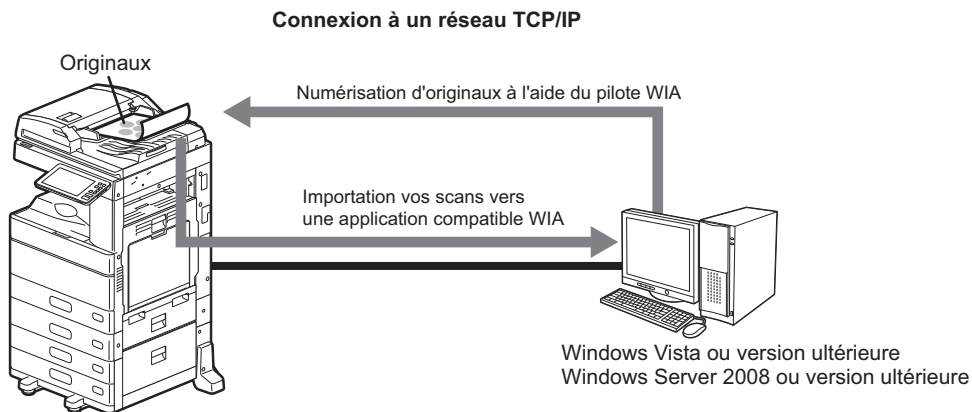 Connexion à un réseau TCP/IP
Originaux
Numérisation d'originaux à l'aide du pilote WIA
Importation vos scans vers
une application compatible WIA
Windows Vista ou version ultérieure
Windows Server 2008 ou version ultérieure